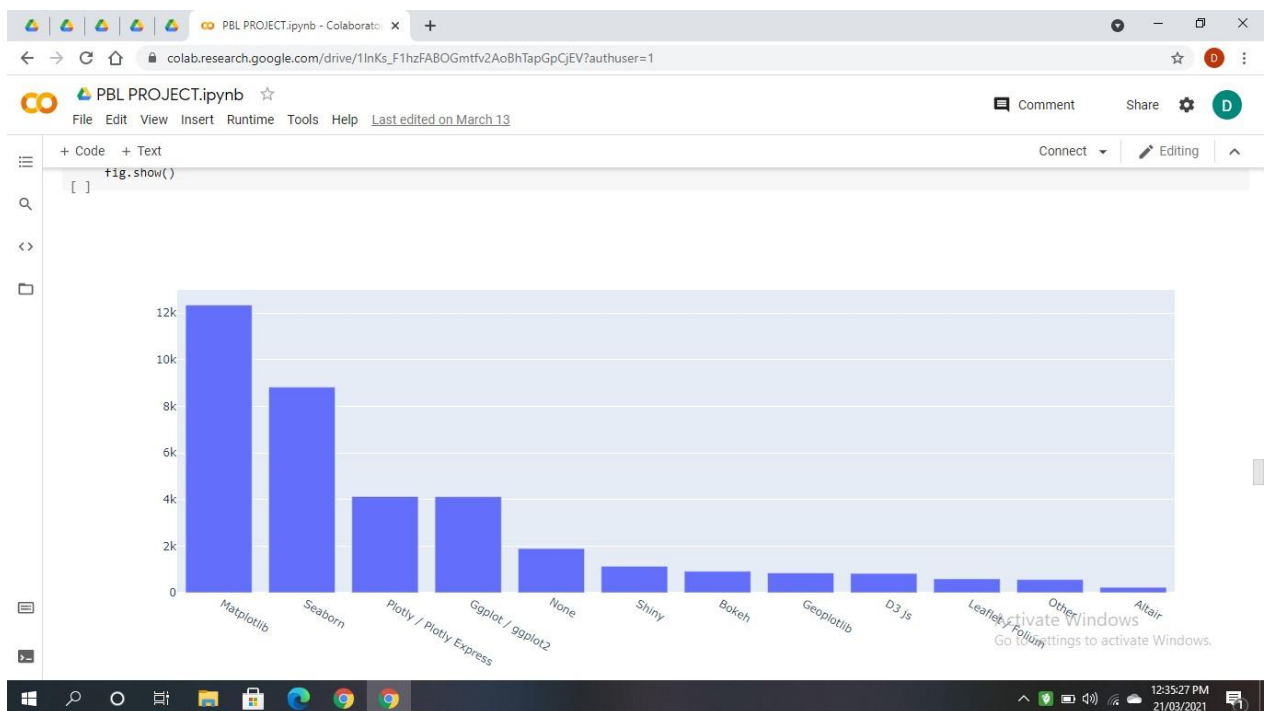 PBL PROJECT.ipynb - Colaborato
colab.research.google.com/drive/1InKs_F1hzFABOGmtfv2AoBhTapGpCjEV?authuser=1
D
CO PBL PROJECT.ipynb
Comment Share D
File Edit View Insert Runtime Tools Help Last edited on March 13
+ Code + Text
Connect Editing
fig.show()
[ ]
12k
10k
8k
6k
4k
2k
0
Matplotlib
Seaborn
Plotly / Plotly Express
Ggplot / ggplot2
None
Shiny
Bokeh
Geoplotlib
D3 js
Leaflet / Folium
Other
Altair
Activate Windows
Go to Settings to activate Windows.
12:35:27 PM
21/03/2021
1